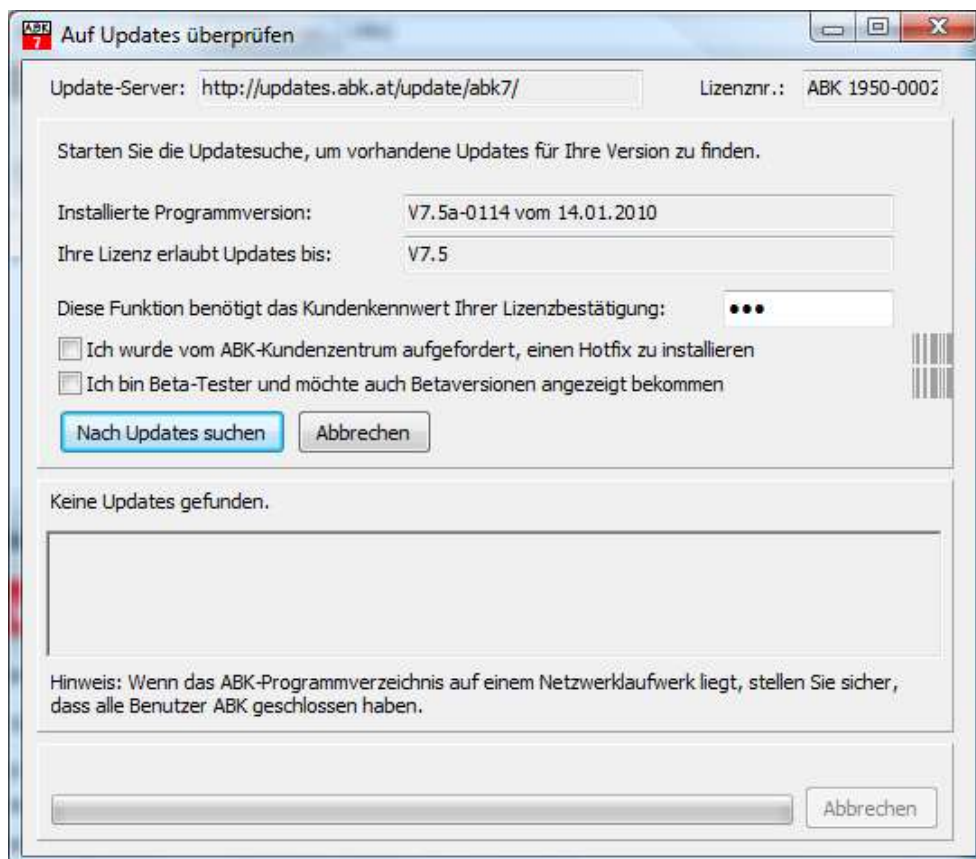 ABK
7
Auf Updates überprüfen
Update-Server: http://updates.abk.at/update/abk7/ Lizenznr.: ABK 1950-0002
Starten Sie die Updatesuche, um vorhandene Updates für Ihre Version zu finden.
Installierte Programmversion: V7.5a-0114 vom 14.01.2010
Ihre Lizenz erlaubt Updates bis: V7.5
Diese Funktion benötigt das Kundenkennwert Ihrer Lizenzbestätigung: •••
Ich wurde vom ABK-Kundenzentrum aufgefordert, einen Hotfix zu installieren
Ich bin Beta-Tester und möchte auch Betaversionen angezeigt bekommen
Nach Updates suchen Abbrechen
Keine Updates gefunden.
Hinweis: Wenn das ABK-Programmverzeichnis auf einem Netzwerklaufwerk liegt, stellen Sie sicher,
dass alle Benutzer ABK geschlossen haben.
Abbrechen